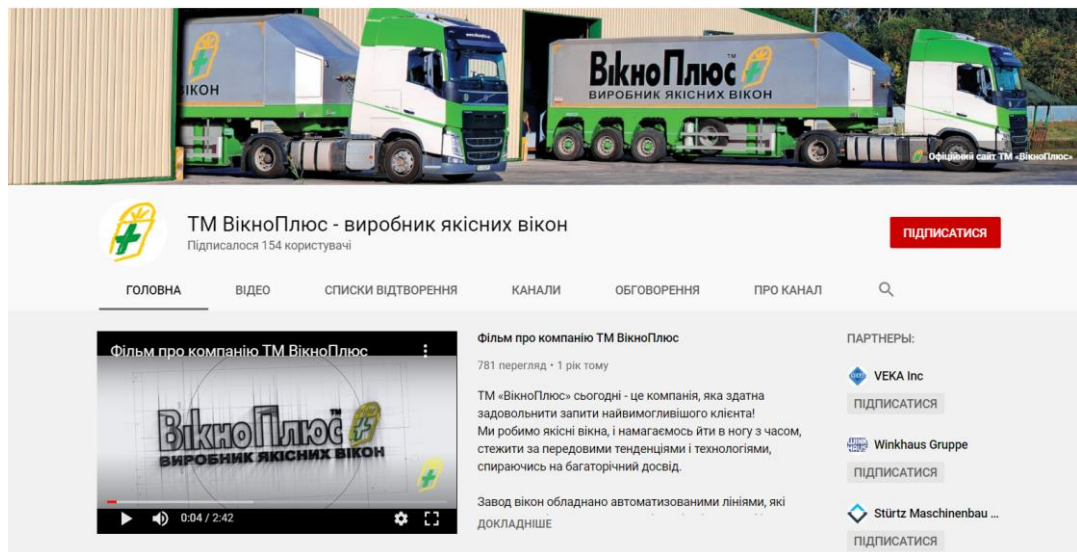 ІКОН
ВікноПлюс™
ВИРОБНИК ЯКІСНИХ ВІКОН
Офіційний сайт ТМ «ВікноПлюс»
ТМ ВікноПлюс - виробник якісних вікон
Підписалося 154 користувачі
ПІДПИСАТИСЯ
ГОЛОВНА ВІДЕО СПИСКИ ВІДТВОРЕННЯ КАНАЛИ ОБГОВОРЕННЯ ПРО КАНАЛ
Фільм про компанію ТМ ВікноПлюс
ВікноПлюс™
ВИРОБНИК ЯКІСНИХ ВІКОН
0:04 / 2:42
Фільм про компанію ТМ ВікноПлюс
781 перегляд • 1 рік тому
ТМ «ВікноПлюс» сьогодні - це компанія, яка здатна
задовольнити запити найвимогливішого клієнта!
Ми робимо якісні вікна, і намагаємось йти в ногу з часом,
стежити за передовими тенденціями і технологіями,
спираючись на багаторічний досвід.
Завод вікон обладнано автоматизованими лініями, які
ДОКЛАДНІШЕ
ПАРТНЕРЫ:
VEKA Inc
ПІДПИСАТИСЯ
Winkhaus Gruppe
ПІДПИСАТИСЯ
Stürtz Maschinenbau ...
ПІДПИСАТИСЯ